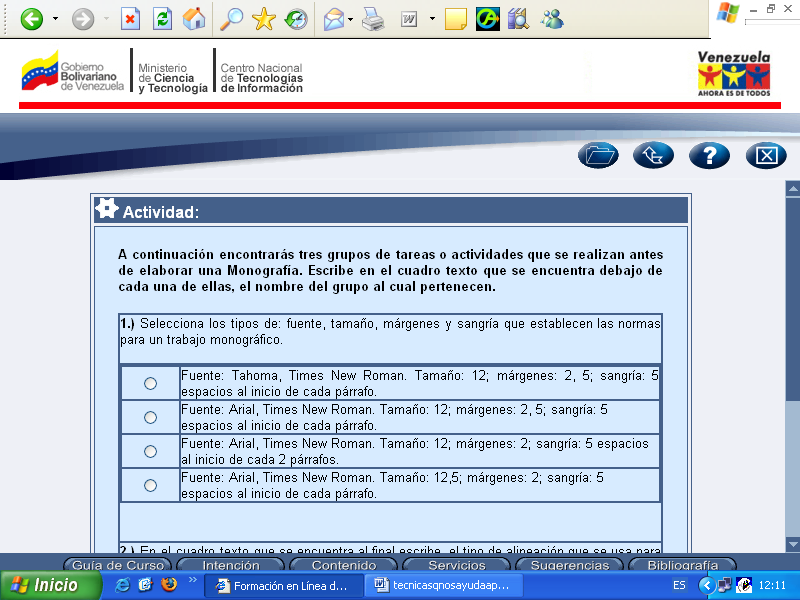 Gobierno
Bolivariano
de Venezuela
Ministerio
de Ciencia
y Tecnología
Centro Nacional
de Tecnologías
de Información
Venezuela
AHORA ES DE TODOS
Actividad:
A continuación encontrarás tres grupos de tareas o actividades que se realizan antes
de elaborar una Monografía. Escribe en el cuadro texto que se encuentra debajo de
cada una de ellas, el nombre del grupo al cual pertenecen.
1.) Selecciona los tipos de: fuente, tamaño, márgenes y sangría que establecen las normas
para un trabajo monográfico.
Fuente: Tahoma, Times New Roman. Tamaño: 12; márgenes: 2, 5; sangría: 5
espacios al inicio de cada párrafo.
Fuente: Arial, Times New Roman. Tamaño: 12; márgenes: 2, 5; sangría: 5
espacios al inicio de cada párrafo.
Fuente: Arial, Times New Roman. Tamaño: 12; márgenes: 2; sangría: 5 espacios
al inicio de cada 2 párrafos.
Fuente: Arial, Times New Roman. Tamaño: 12,5; márgenes: 2; sangría: 5
espacios al inicio de cada párrafo.
2.) En el cuadro texto que se encuentra al final escribe, el tipo de alineación que se usa para
Guía de Curso
Intención
Contenido
Servicios
Sugerencias
Bibliografía
Inicio
Formación en Línea d...
tecnicasqnosayudaap...
ES
12:11